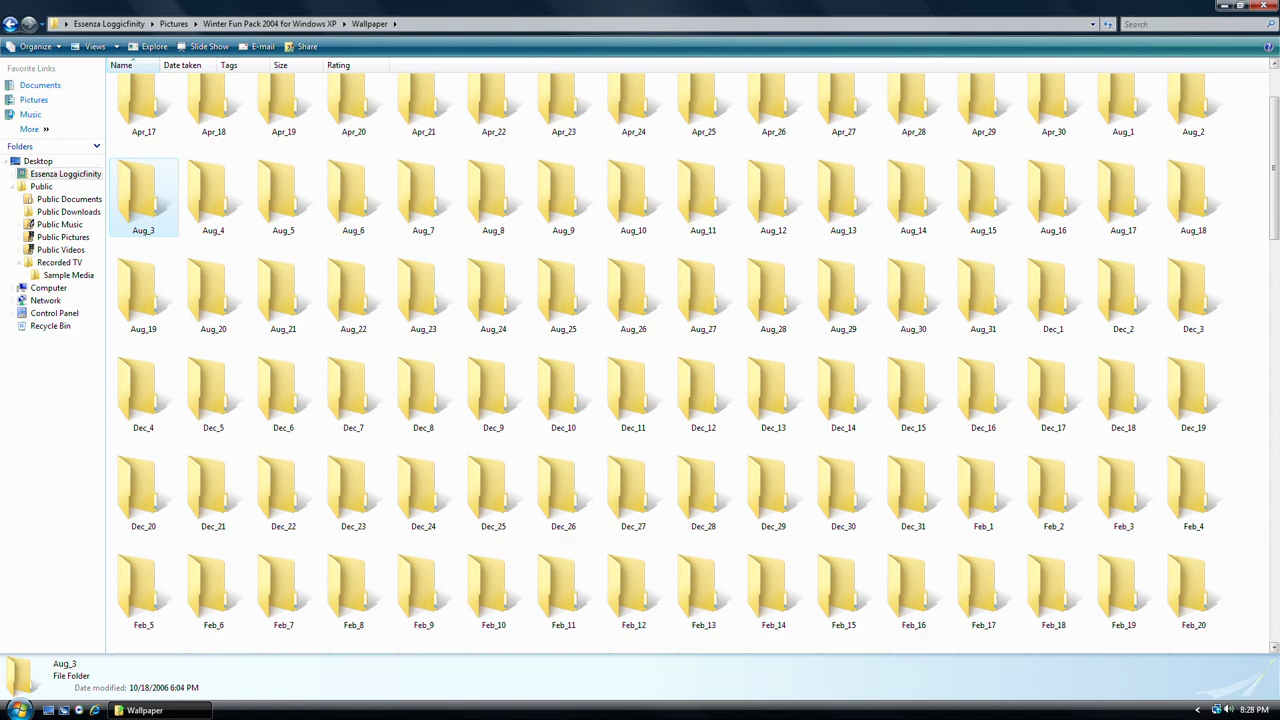 Essenza Loggicfinity Pictures Winter Fun Pack 2004 for Windows XP Wallpaper
Search
Organize Views Explore Slide Show E-mail Share
Favorite Links
Documents
Pictures
Music
More »
Folders
Desktop
Essenza Loggicfinity
Public
Public Documents
Public Downloads
Public Music
Public Pictures
Public Videos
Recorded TV
Sample Media
Computer
Network
Control Panel
Recycle Bin
Name Date taken Tags Size Rating
Apr_17 Apr_18 Apr_19 Apr_20 Apr_21 Apr_22 Apr_23 Apr_24 Apr_25 Apr_26 Apr_27 Apr_28 Apr_29 Apr_30 Aug_1 Aug_2
Aug_3 Aug_4 Aug_5 Aug_6 Aug_7 Aug_8 Aug_9 Aug_10 Aug_11 Aug_12 Aug_13 Aug_14 Aug_15 Aug_16 Aug_17 Aug_18
Aug_19 Aug_20 Aug_21 Aug_22 Aug_23 Aug_24 Aug_25 Aug_26 Aug_27 Aug_28 Aug_29 Aug_30 Aug_31 Dec_1 Dec_2 Dec_3
Dec_4 Dec_5 Dec_6 Dec_7 Dec_8 Dec_9 Dec_10 Dec_11 Dec_12 Dec_13 Dec_14 Dec_15 Dec_16 Dec_17 Dec_18 Dec_19
Dec_20 Dec_21 Dec_22 Dec_23 Dec_24 Dec_25 Dec_26 Dec_27 Dec_28 Dec_29 Dec_30 Dec_31 Feb_1 Feb_2 Feb_3 Feb_4
Feb_5 Feb_6 Feb_7 Feb_8 Feb_9 Feb_10 Feb_11 Feb_12 Feb_13 Feb_14 Feb_15 Feb_16 Feb_17 Feb_18 Feb_19 Feb_20
Aug_3
File Folder
Date modified: 10/18/2006 6:04 PM
Wallpaper
8:28 PM